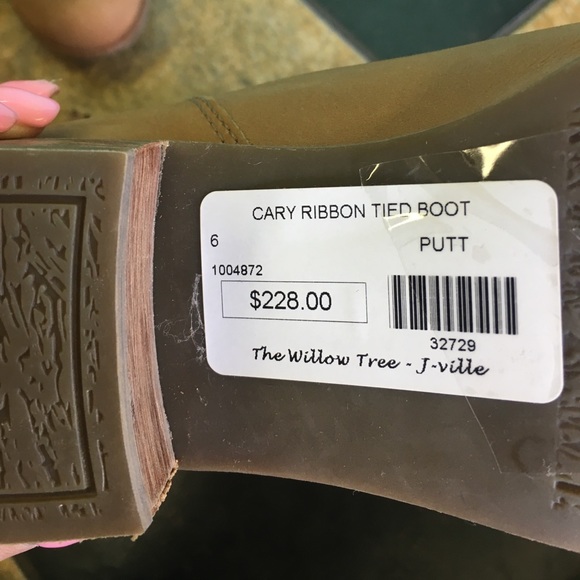 CARY RIBBON TIED BOOT
6 PUTT
1004872
$228.00
32729
The Willow Tree - J-ville